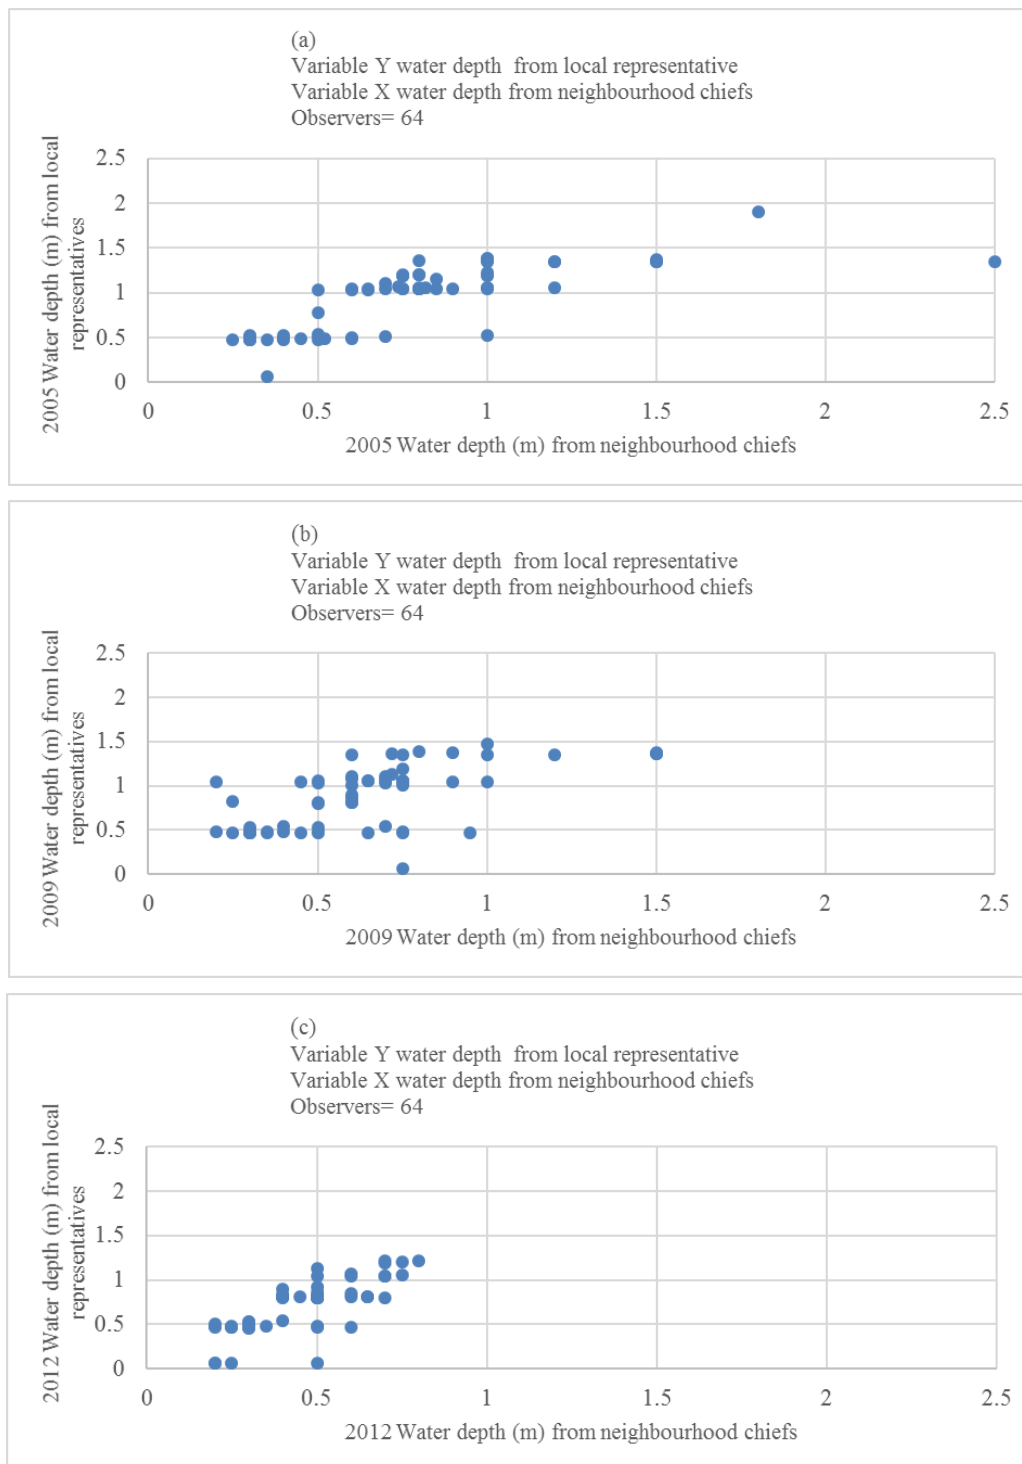 (a)
Variable Y water depth  from local representative
Variable X water depth from neighbourhood chiefs
Observers= 64
2005 Water depth (m) from local
representatives
2.5
2
1.5
1
0.5
0
0 0.5 1 1.5 2 2.5
2005 Water depth (m) from neighbourhood chiefs
(b)
Variable Y water depth  from local representative
Variable X water depth from neighbourhood chiefs
Observers= 64
2009 Water depth (m) from local
representatives
2.5
2
1.5
1
0.5
0
0 0.5 1 1.5 2 2.5
2009 Water depth (m) from neighbourhood chiefs
(c)
Variable Y water depth  from local representative
Variable X water depth from neighbourhood chiefs
Observers= 64
2012 Water depth (m) from local
representatives
2.5
2
1.5
1
0.5
0
0 0.5 1 1.5 2 2.5
2012 Water depth (m) from neighbourhood chiefs